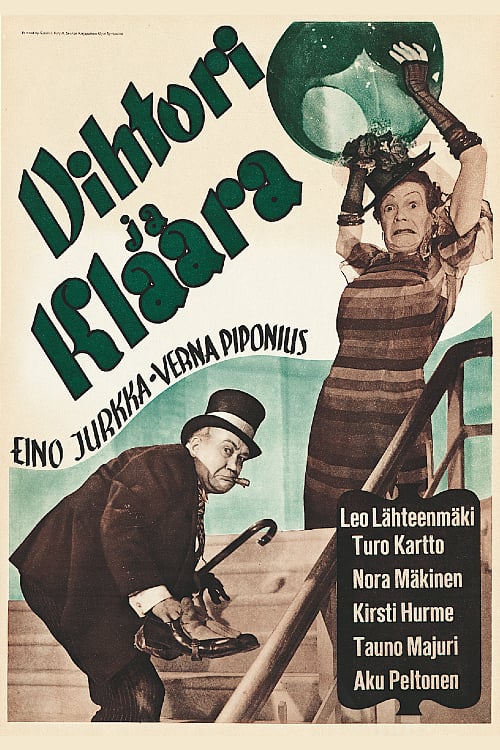 Vihtori
ja
Klaara
EINO JURKKA - VERNA PIPONIUS
Leo Lähteenmäki
Turo Kartto
Nora Mäkinen
Kirsti Hurme
Tauno Majuri
Aku Peltonen